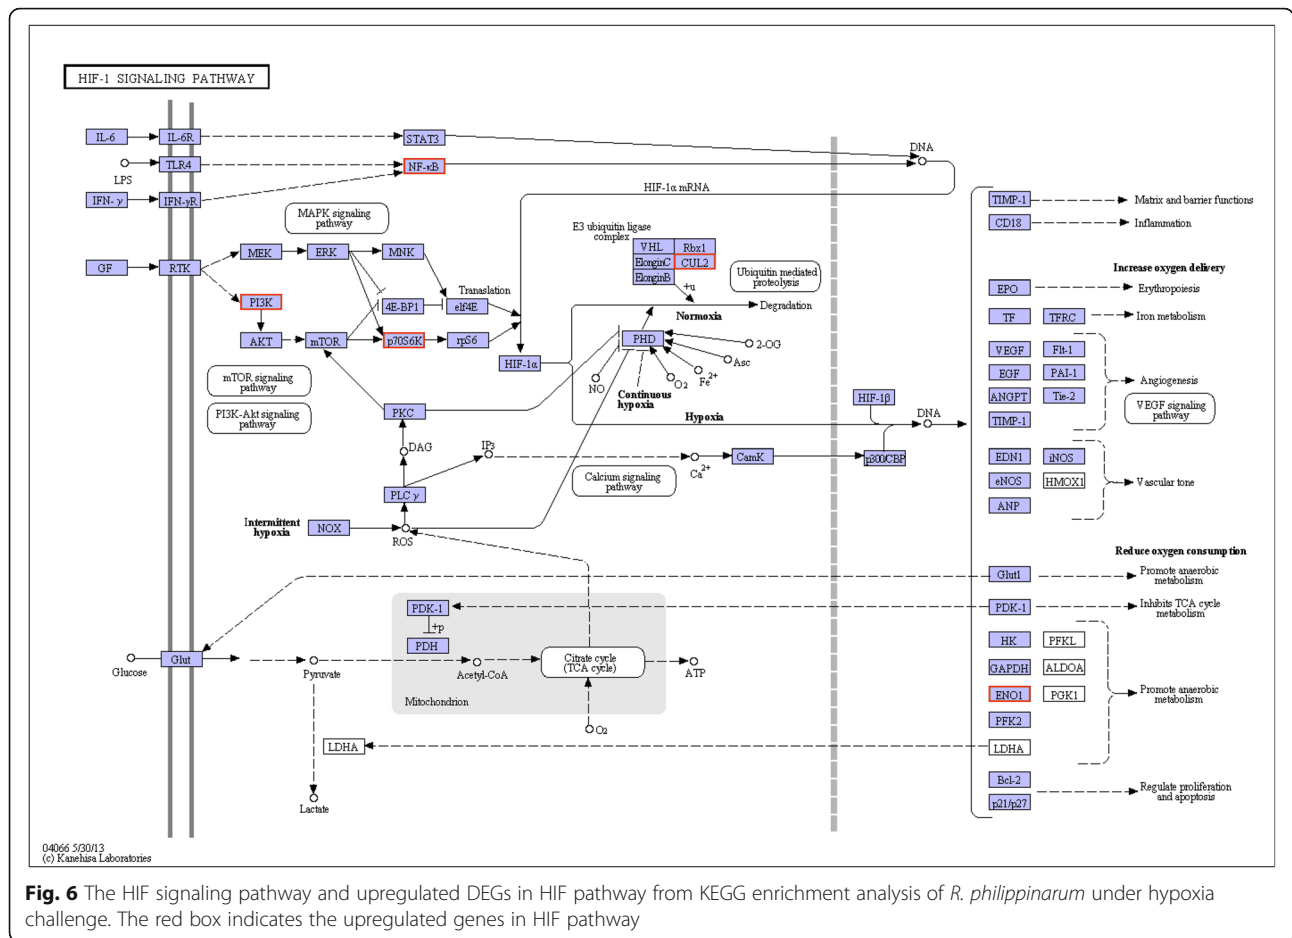 HIF-1 SIGNALING PATHWAY
IL-6
IL-6R
STAT3
DNA
LPS
TLR4
NF-κB
IFN-γ
IFN-γR
HIF-1α mRNA
MAPK signaling
pathway
E3 ubiquitin ligase
complex
VHL
Rbx1
ElonginC
CUL2
ElonginB
+u
Ubiquitin mediated
proteolysis
GF
RTK
MEK
ERK
MNK
PI3K
4E-BP1
eIf4E
Translation
AKT
mTOR
p70S6K
rpS6
HIF-1α
Degradation
Normoxia
PHD
2-OG
Asc
Fe2+
O2
NO
Continuous
hypoxia
Hypoxia
mTOR signaling
pathway
PI3K-Akt signaling
pathway
PKC
DAG
IP3
PLC γ
Calcium signaling
pathway
Ca2+
CamK
HIF-1β
p300/CBP
DNA
Intermittent
hypoxia
NOX
ROS
TIMP-1
Matrix and barrier functions
CD18
Inflammation
Increase oxygen delivery
EPO
Erythropoiesis
TF
TFRC
Iron metabolism
VEGF
Flt-1
EGF
PAI-1
Angiogenesis
ANGPT
Tie-2
VEGF signaling
pathway
TIMP-1
EDN1
iNOS
eNOS
HMOX1
Vascular tone
ANP
Reduce oxygen consumption
Glut1
Promote anaerobic
metabolism
PDK-1
Inhibits TCA cycle
metabolism
HK
PFKL
GAPDH
ALDOA
ENO1
PGK1
Promote anaerobic
metabolism
PFK2
LDHA
Bcl-2
p21/p27
Regulate proliferation
and apoptosis
PDK-1
+p
PDH
Glucose
Glut
Pyruvate
Acetyl-CoA
Citrate cycle
(TCA cycle)
ATP
Mitochondrion
O2
LDHA
Lactate
04066 5/30/13
(c) Kanehisa Laboratories
Fig. 6 The HIF signaling pathway and upregulated DEGs in HIF pathway from KEGG enrichment analysis of R. philippinarum under hypoxia
challenge. The red box indicates the upregulated genes in HIF pathway